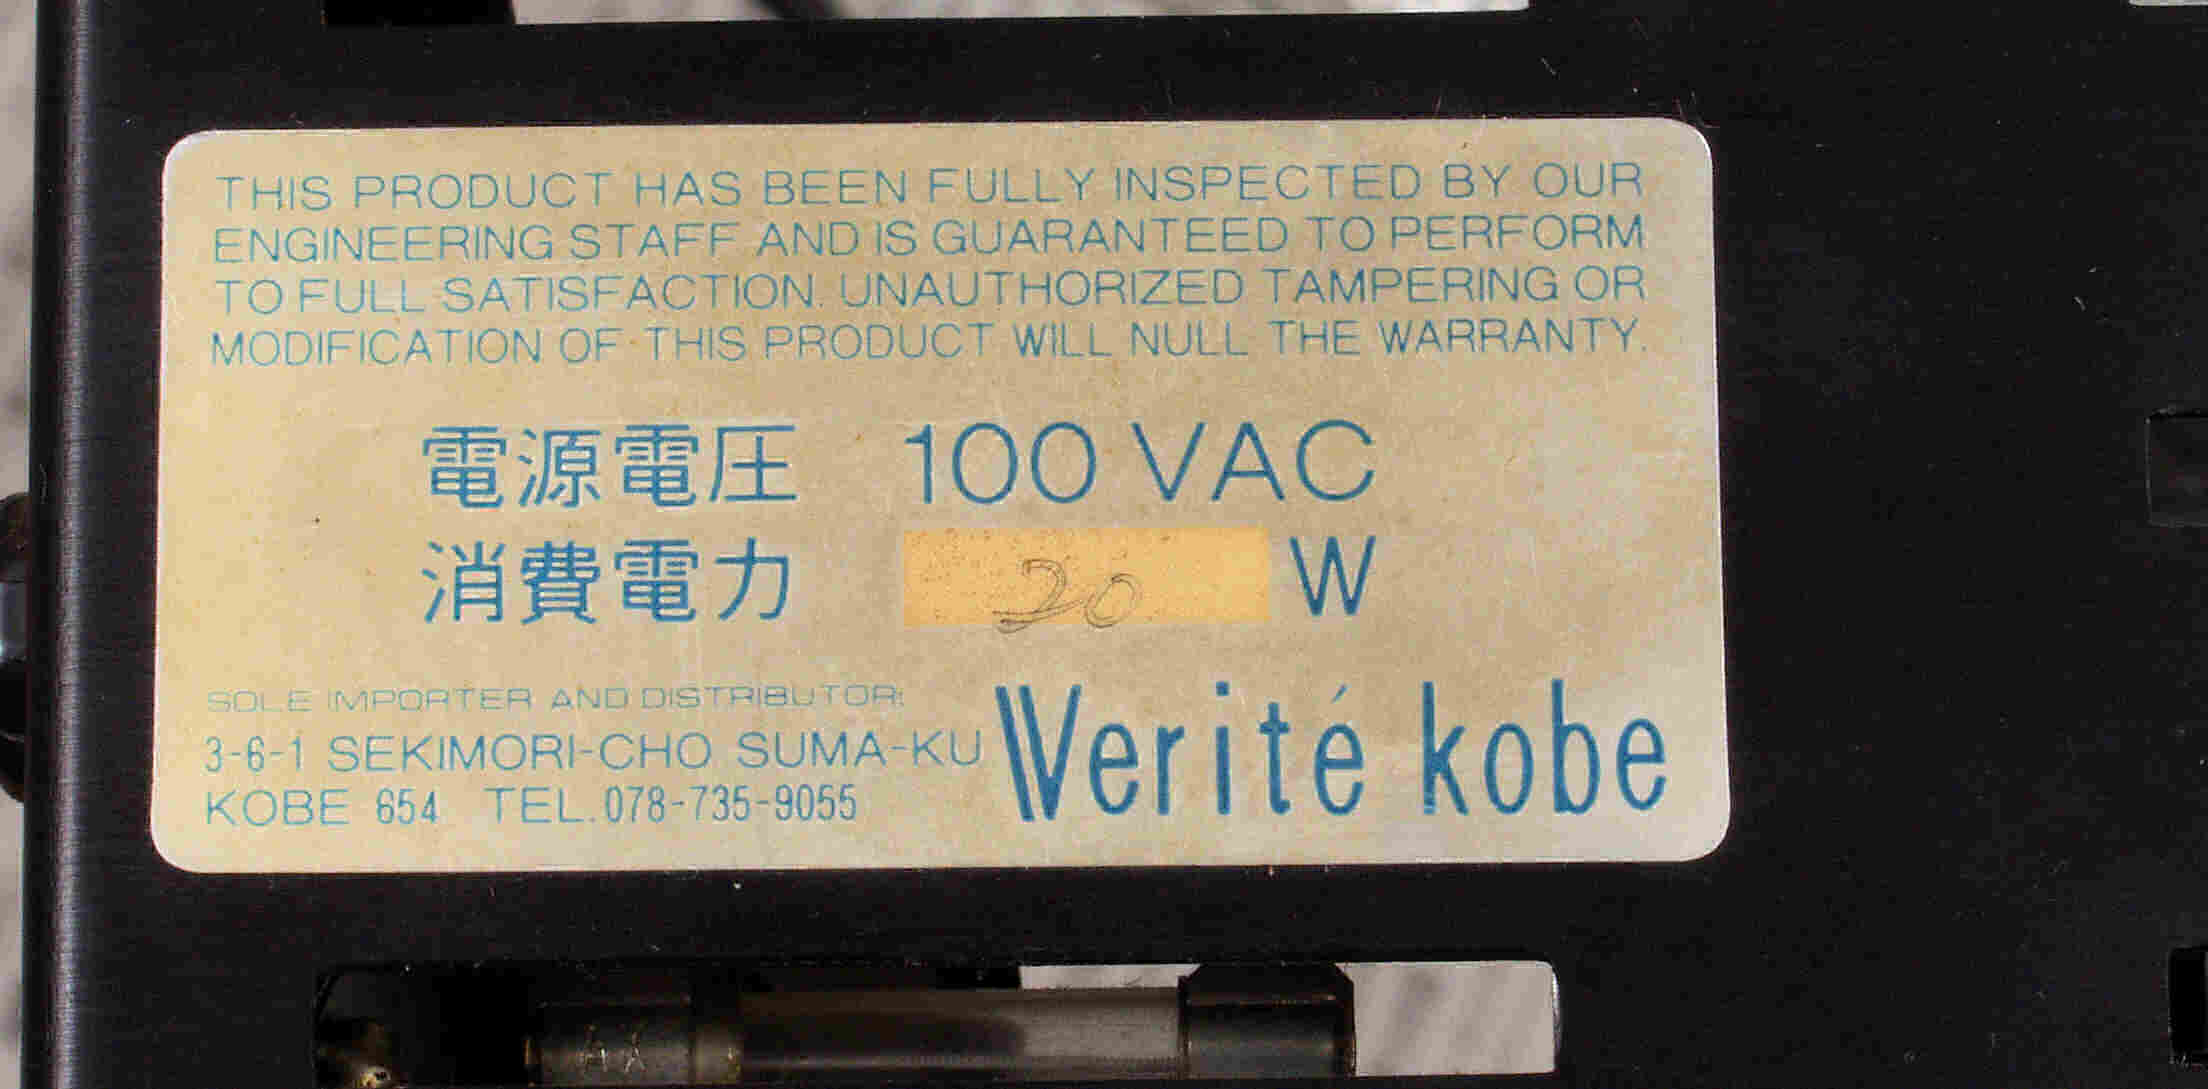 THIS PRODUCT HAS BEEN FULLY INSPECTED BY OUR
ENGINEERING STAFF AND IS GUARANTEED TO PERFORM
TO FULL SATISFACTION. UNAUTHORIZED TAMPERING OR
MODIFICATION OF THIS PRODUCT WILL NULL THE WARRANTY.
電源電圧 100 VAC
消費電力 20 W
SOLE IMPORTER AND DISTRIBUTOR:
3-6-1 SEKIMORI-CHO SUMA-KU
KOBE 654 TEL. 078-735-9055
Verité kobe